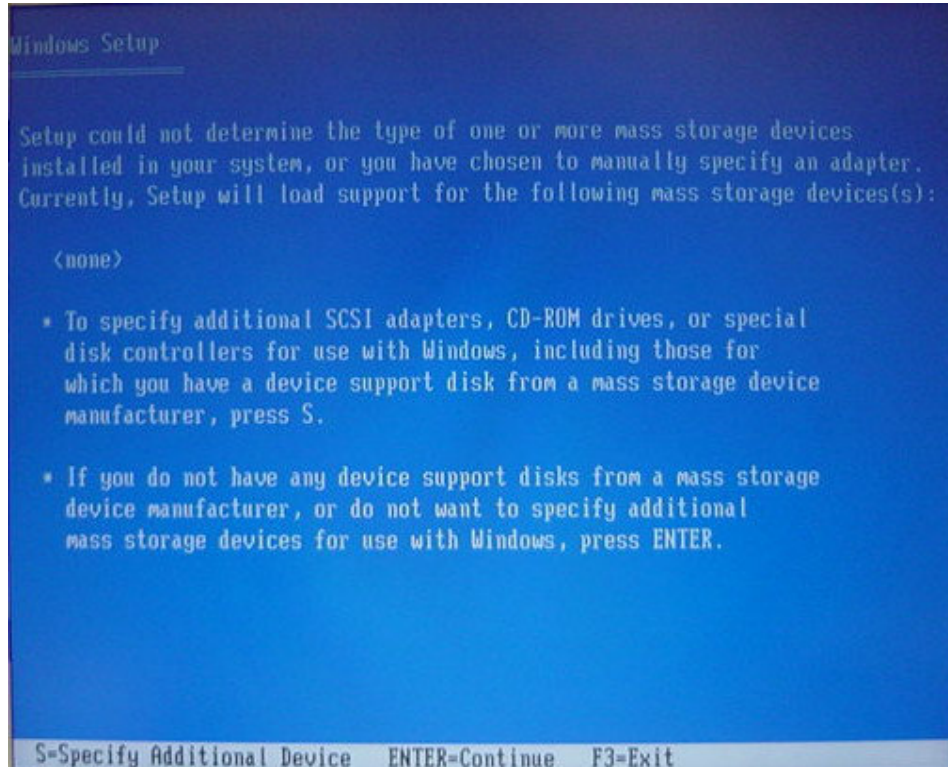 Windows Setup
Setup could not determine the type of one or more mass storage devices
installed in your system, or you have chosen to manually specify an adapter.
Currently, Setup will load support for the following mass storage devices(s):
<none>
* To specify additional SCSI adapters, CD-ROM drives, or special
disk controllers for use with Windows, including those for
which you have a device support disk from a mass storage device
manufacturer, press S.
* If you do not have any device support disks from a mass storage
device manufacturer, or do not want to specify additional
mass storage devices for use with Windows, press ENTER.
S=Specify Additional Device ENTER=Continue F3=Exit